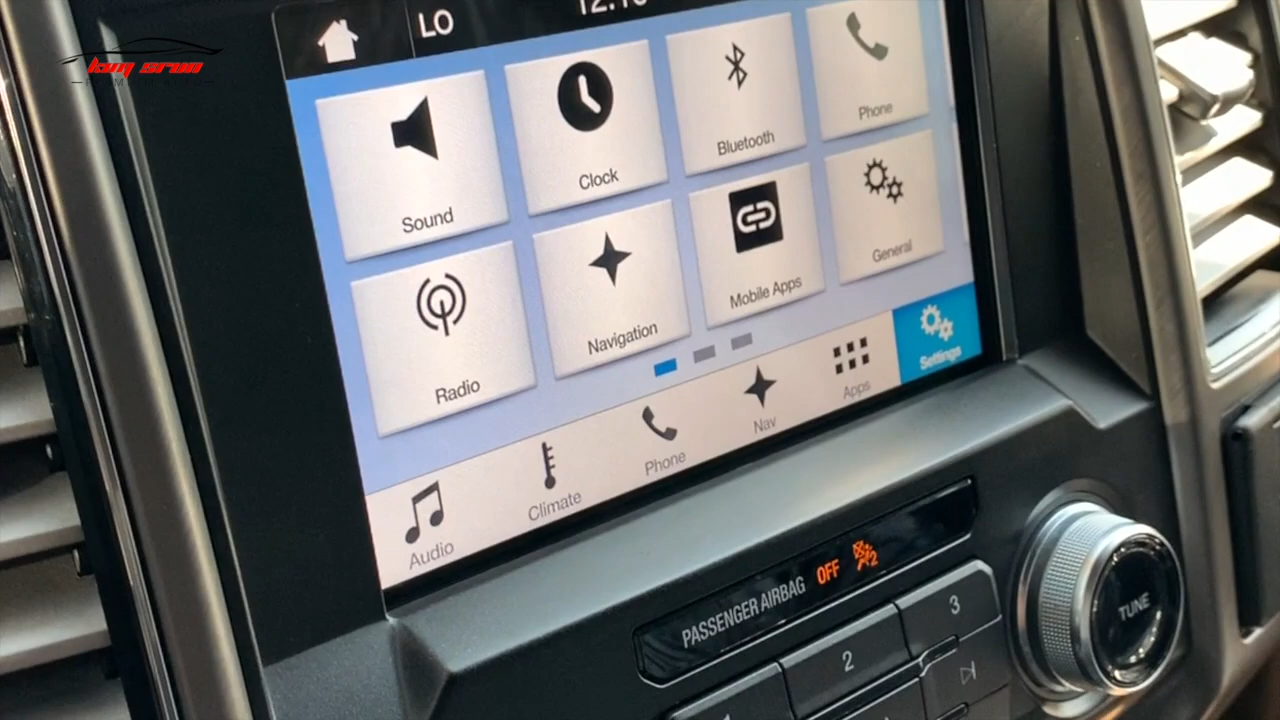 LO
Sound
Clock
Bluetooth
Phone
Radio
Navigation
Mobile Apps
General
Audio
Climate
Phone
Nav
Apps
Settings
PASSENGER AIRBAG OFF
2
2
3
TUNE